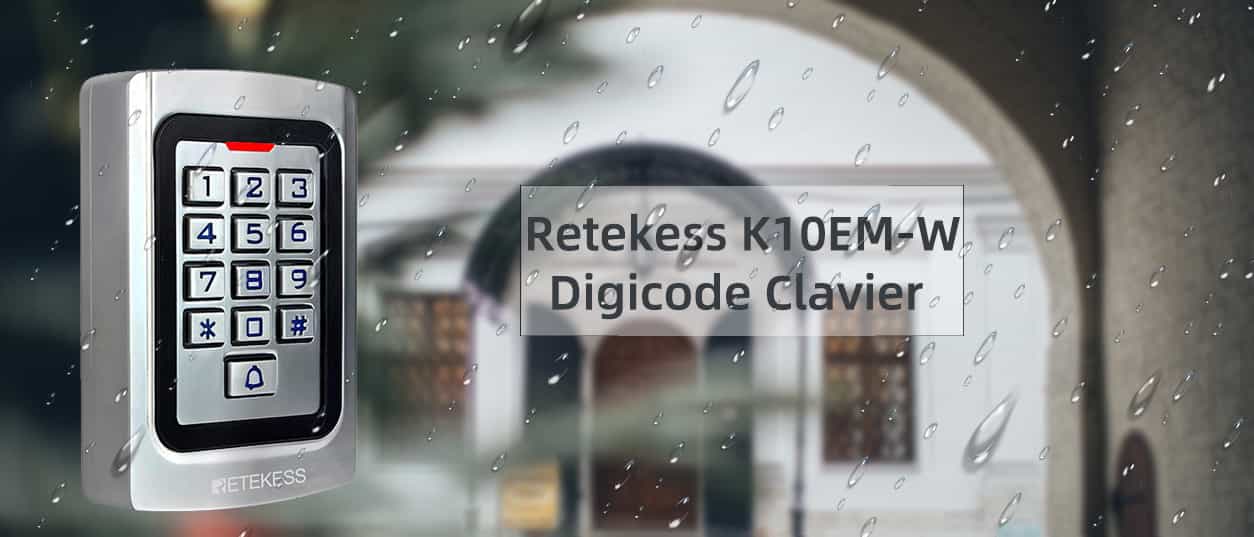 1 2 3
4 5 6
7 8 9
* 0 #
RETEKESS
Retekess K10EM-W
Digicode Clavier